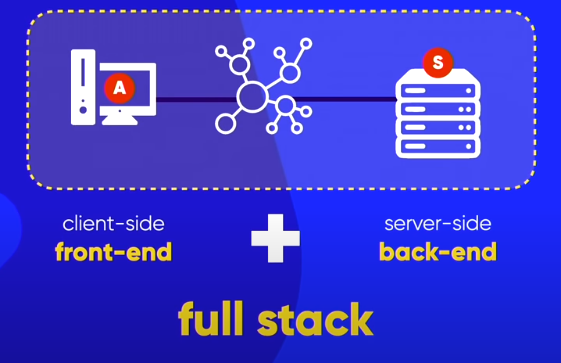 A
S
client-side
front-end
server-side
back-end
full stack